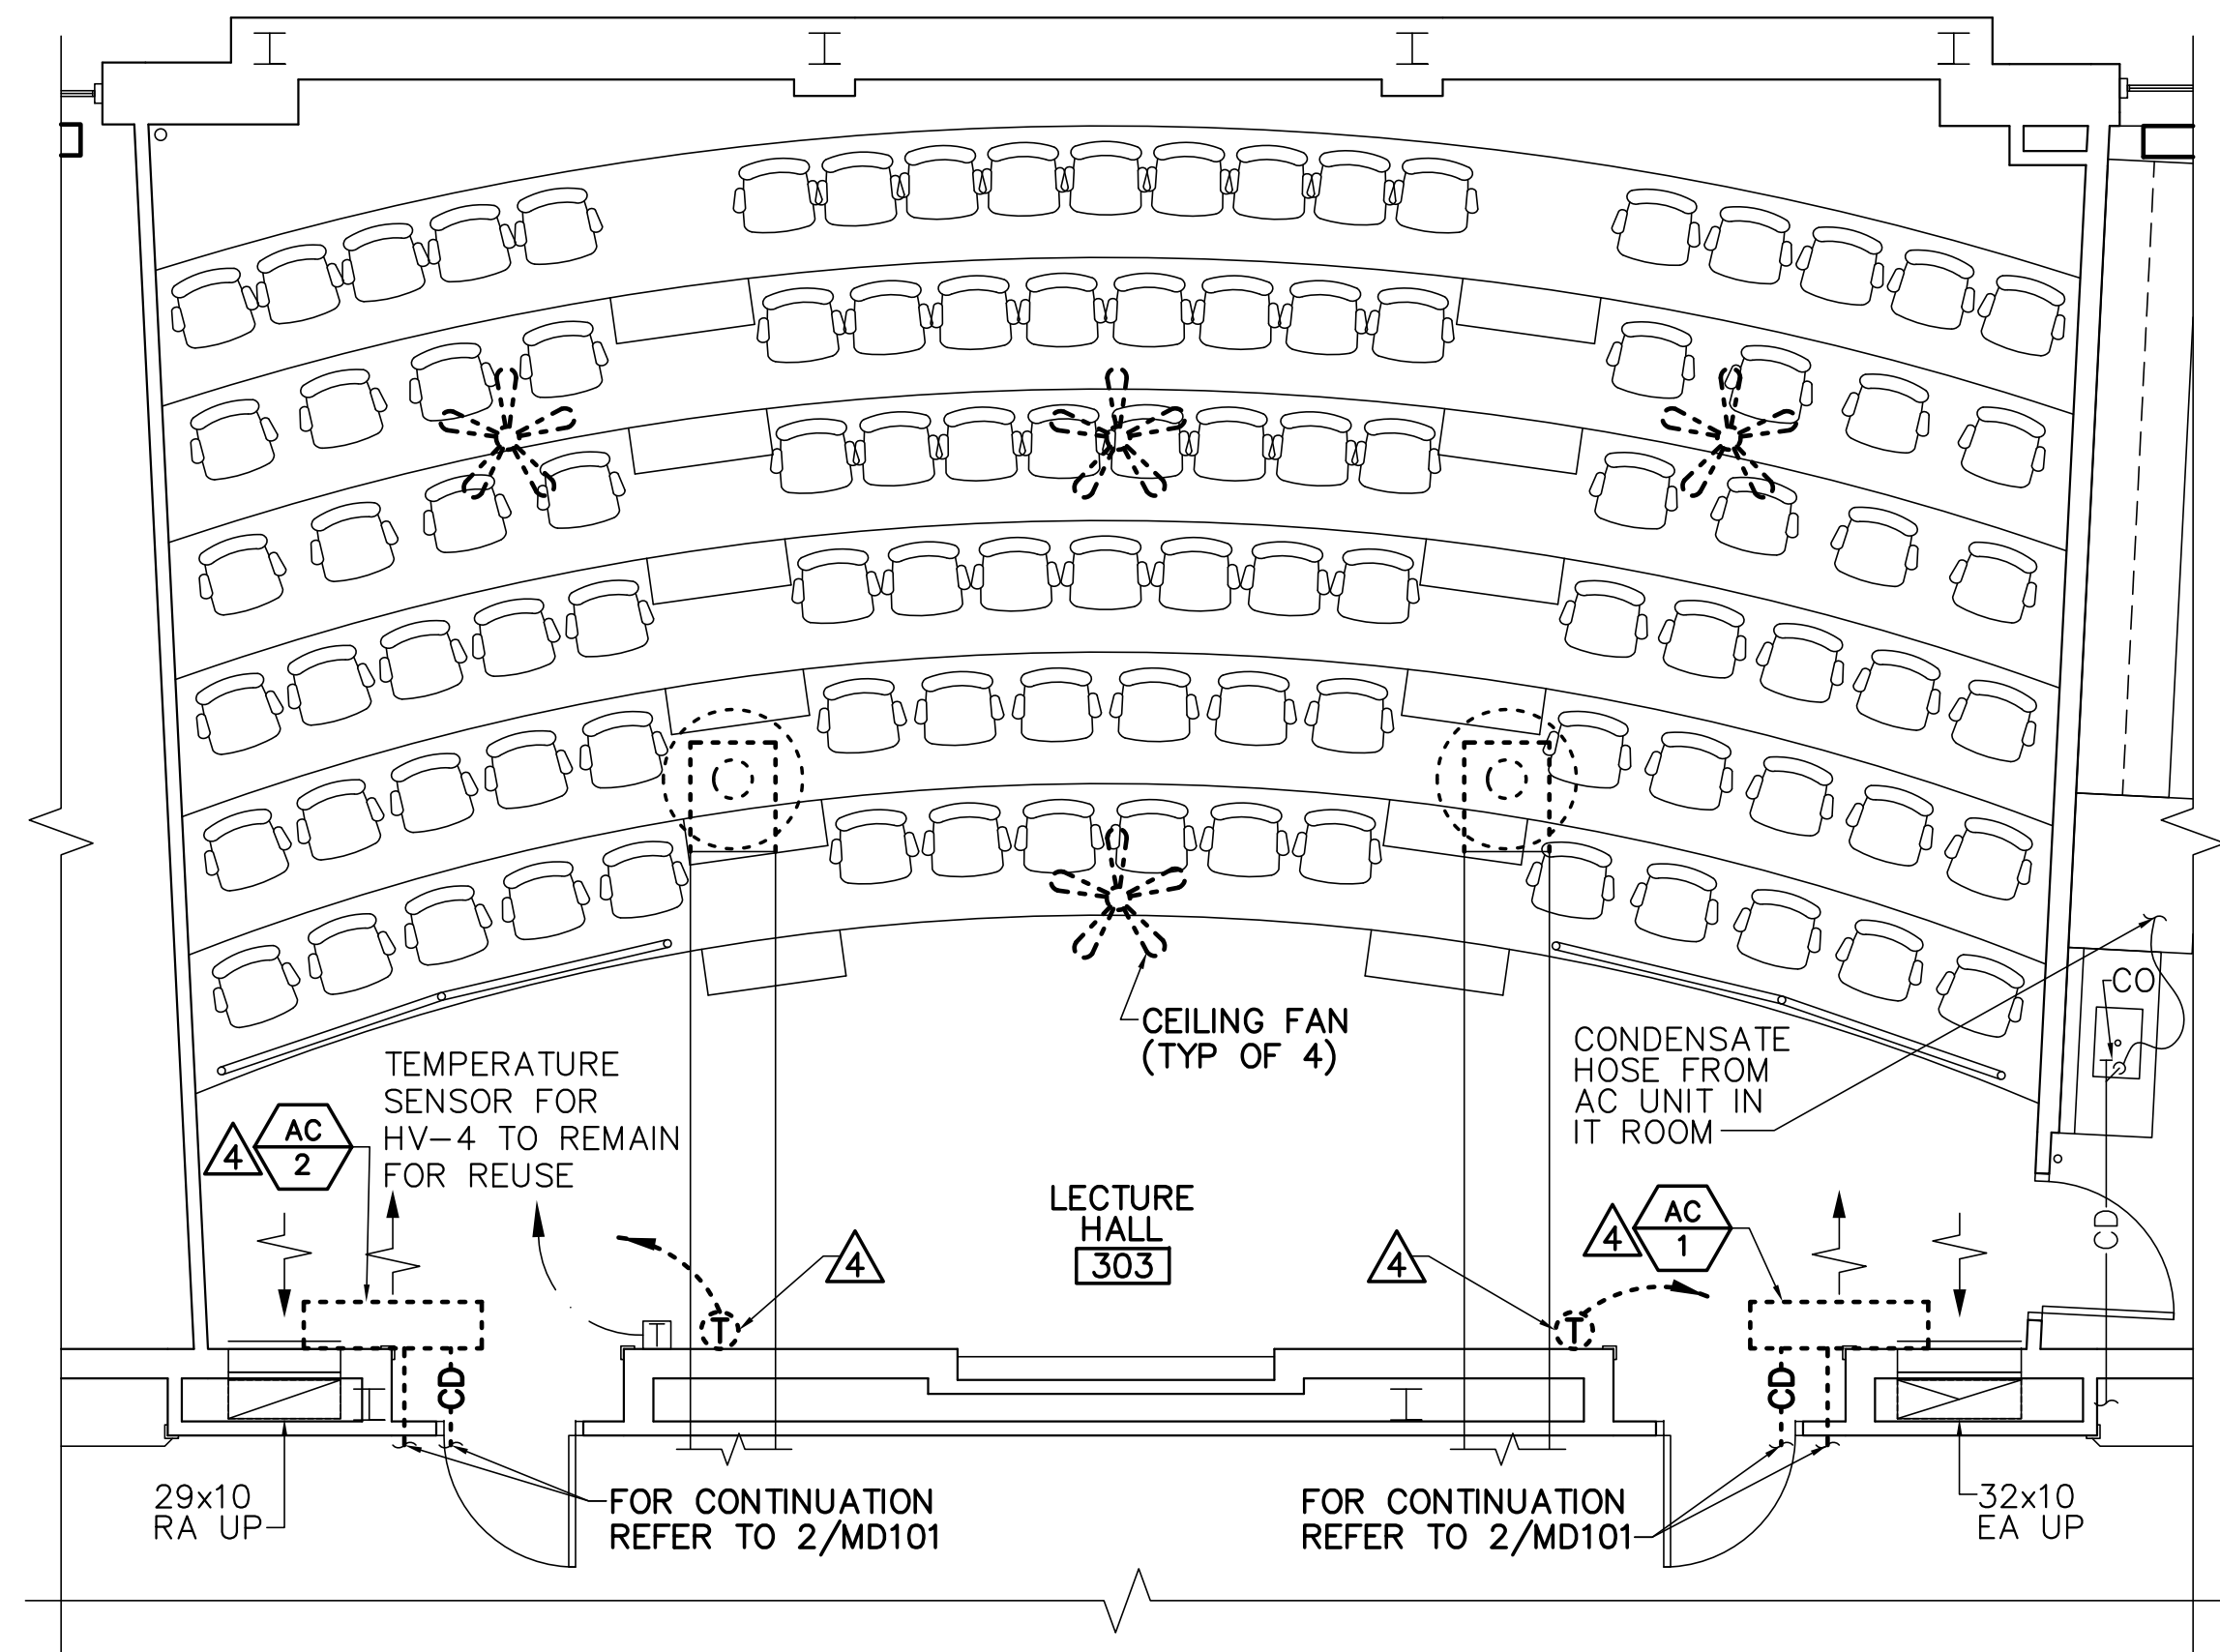 CEILING FAN
(TYP OF 4)
CO
CONDENSATE
HOSE FROM
AC UNIT IN
IT ROOM
TEMPERATURE
SENSOR FOR
HV-4 TO REMAIN
FOR REUSE
4
AC
2
LECTURE
HALL
303
4
4
4
AC
1
CD
T
T
T
CD
CD
29x10
RA UP
FOR CONTINUATION
REFER TO 2/MD101
FOR CONTINUATION
REFER TO 2/MD101
32x10
EA UP